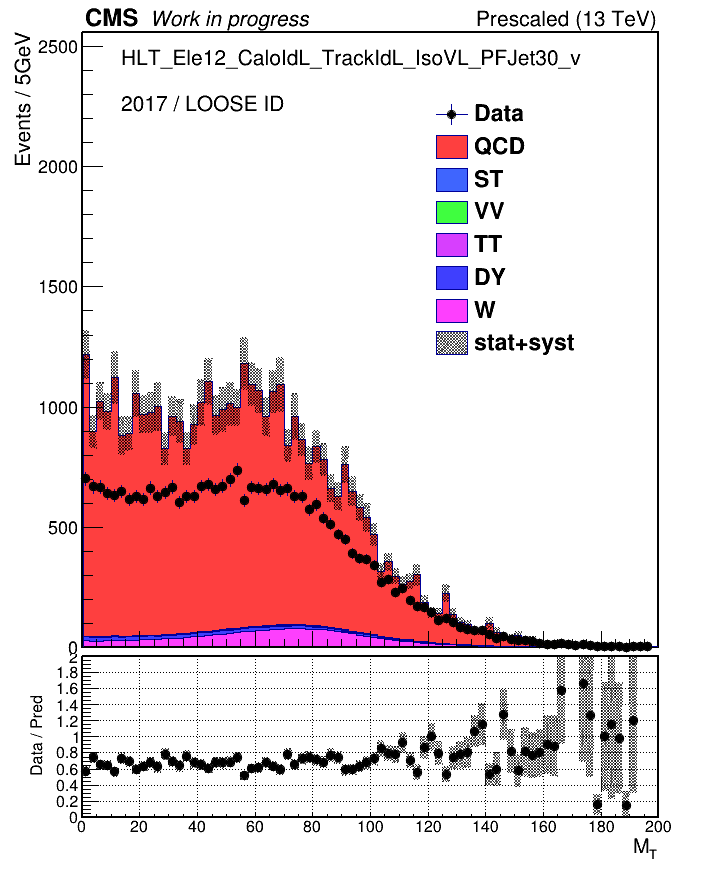 CMS Work in progress Prescaled (13 TeV)
Events / 5GeV
2500
2000
1500
1000
500
0
HLT_Ele12_CaloIdL_TrackIdL_IsoVL_PFJet30_v
2017 / LOOSE ID
Data
QCD
ST
VV
TT
DY
W
stat+syst
Data / Pred
2
1.8
1.6
1.4
1.2
1
0.8
0.6
0.4
0.2
0
0 20 40 60 80 100 120 140 160 180 200
M_T